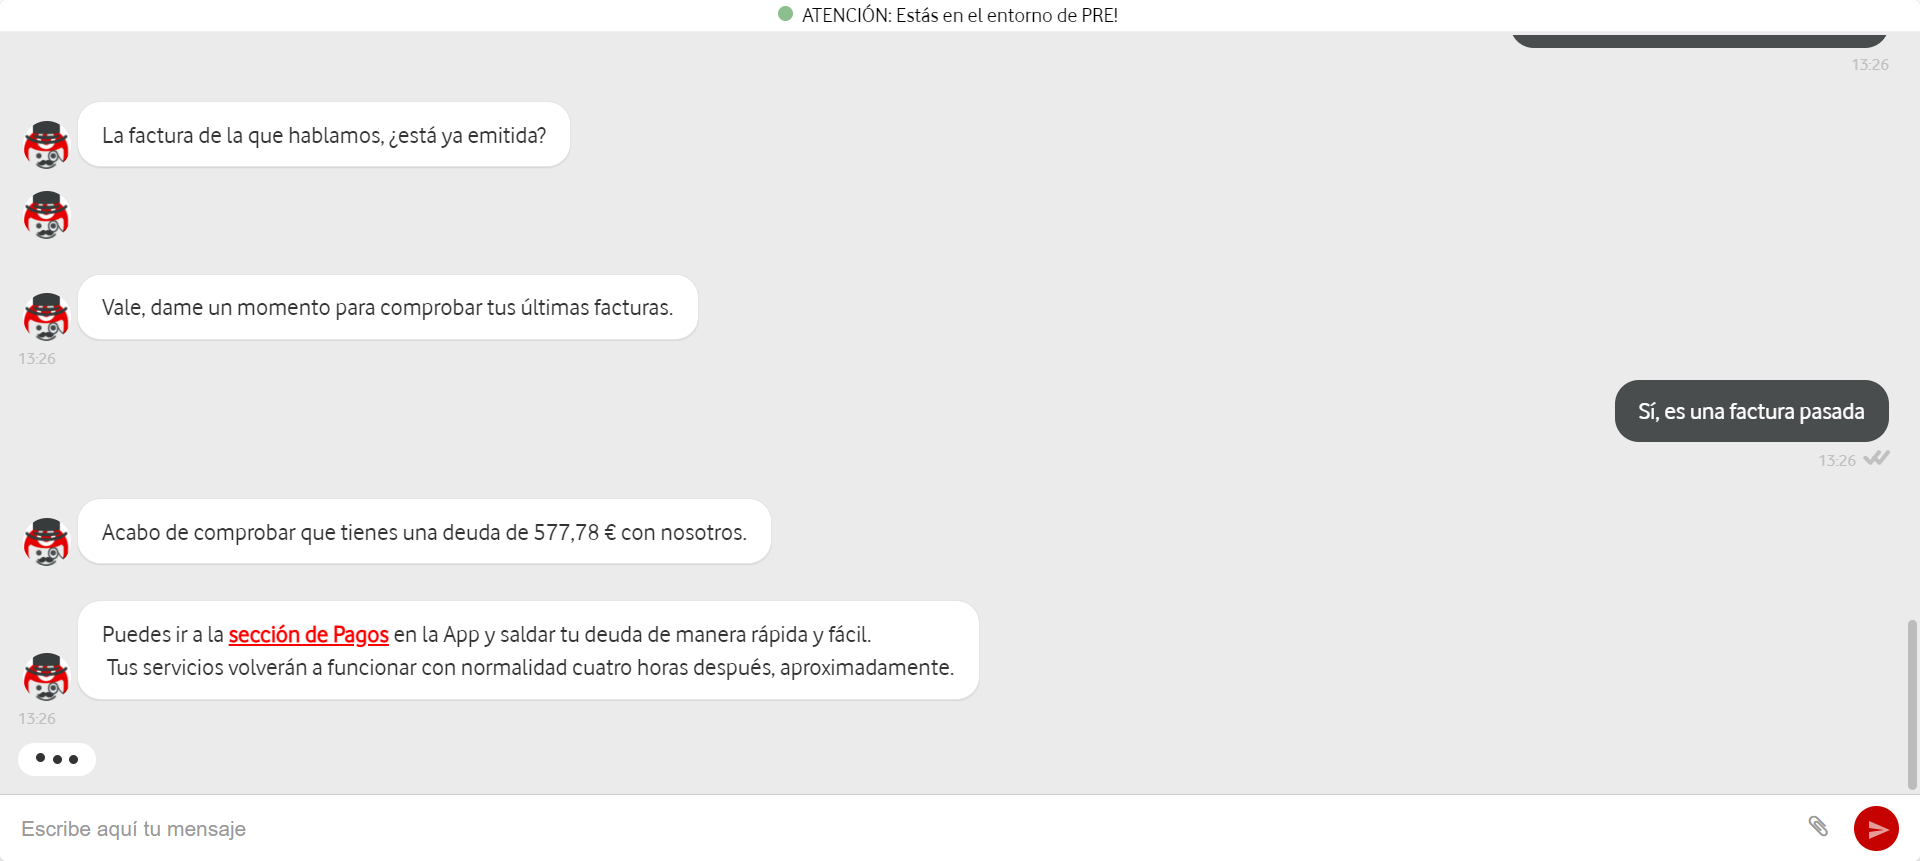 ATENCIÓN: Estás en el entorno de PRE!
13:26
La factura de la que hablamos, ¿está ya emitida?
Vale, dame un momento para comprobar tus últimas facturas.
13:26
Sí, es una factura pasada
13:26
Acabo de comprobar que tienes una deuda de 577,78 € con nosotros.
Puedes ir a la sección de Pagos en la App y saldar tu deuda de manera rápida y fácil.
Tus servicios volverán a funcionar con normalidad cuatro horas después, aproximadamente.
13:26
Escribe aquí tu mensaje